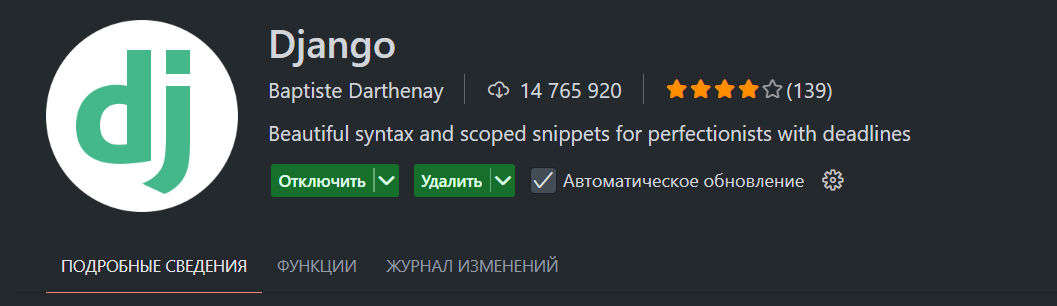 dj
Django
Baptiste Darthenay 14 765 920 (139)
Beautiful syntax and scoped snippets for perfectionists with deadlines
Отключить Удалить Автоматическое обновление
ПОДРОБНЫЕ СВЕДЕНИЯ ФУНКЦИИ ЖУРНАЛ ИЗМЕНЕНИЙ